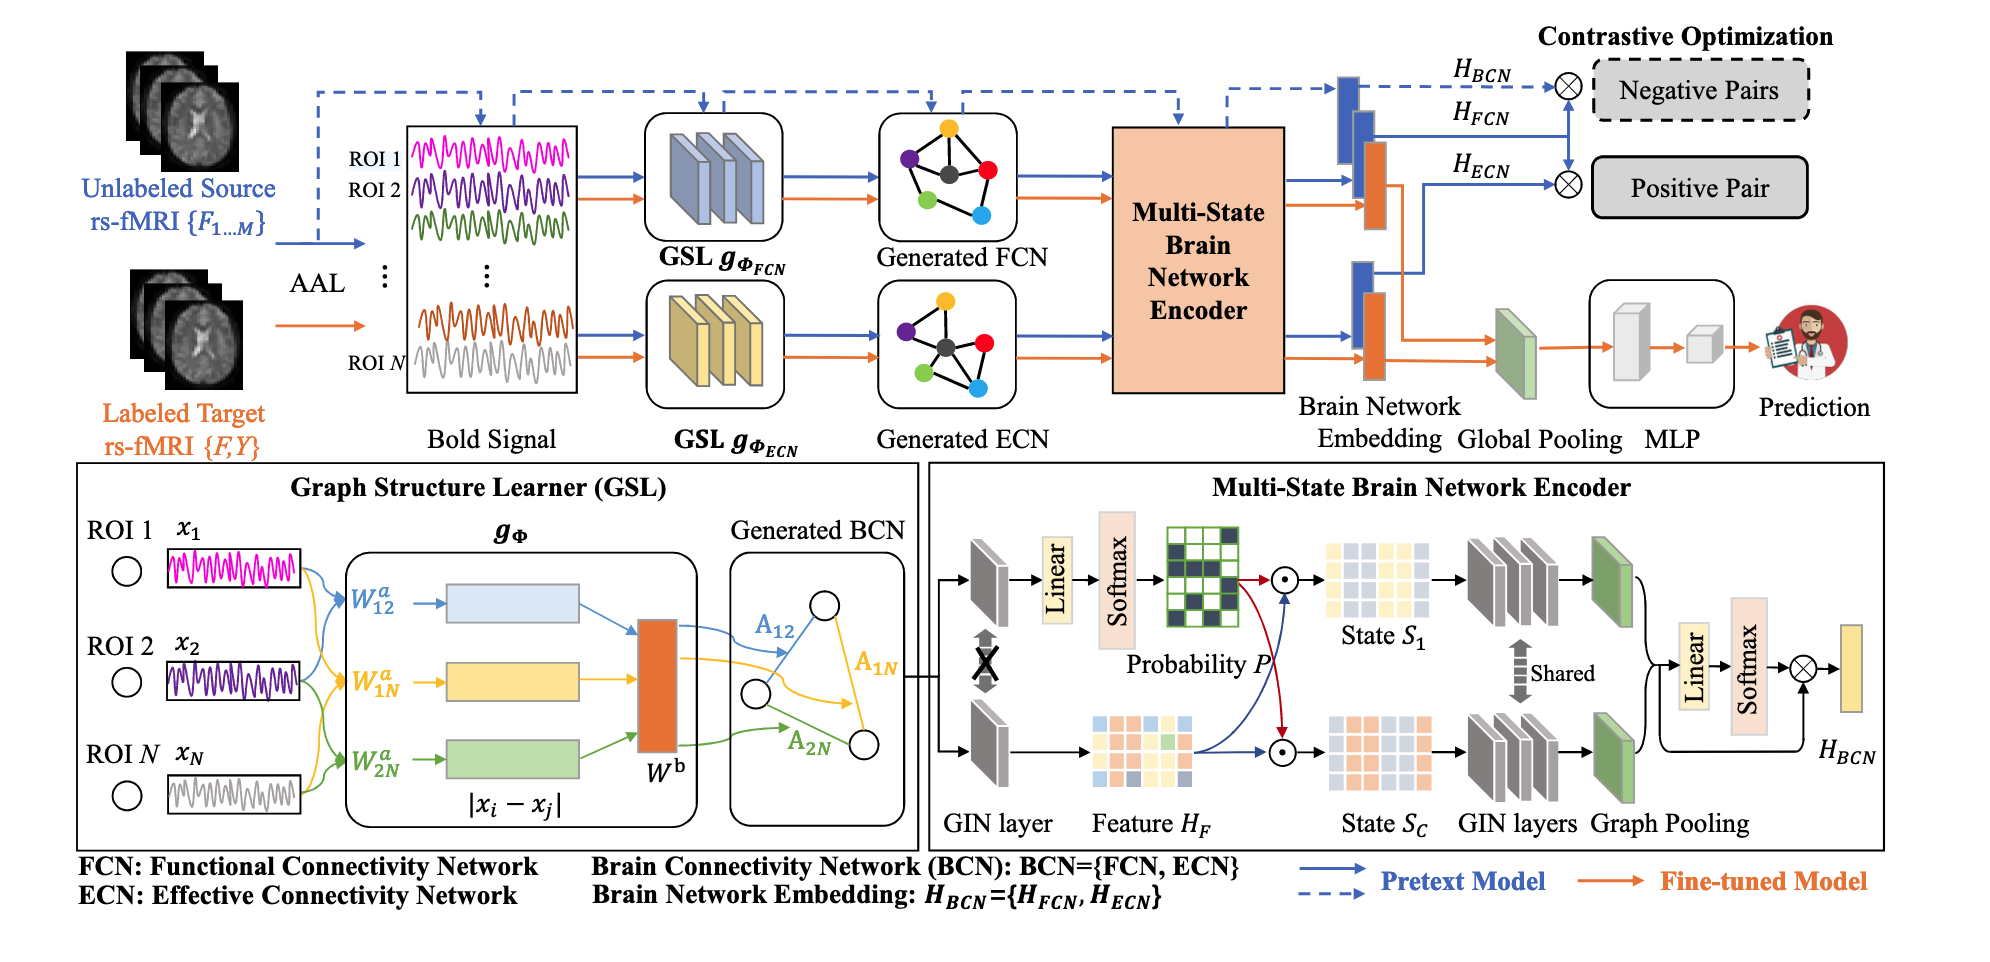 Contrastive Optimization
H_BCN
Negative Pairs
H_FCN
H_ECN
Positive Pair
Unlabeled Source
rs-fMRI {F_1...M}
AAL
Labeled Target
rs-fMRI {F,Y}
ROI 1
ROI 2
⋮ ⋮
ROI N
Bold Signal
GSL g_Φ_FCN
Generated FCN
GSL g_Φ_ECN
Generated ECN
Multi-State
Brain
Network
Encoder
Brain Network
Embedding
Global Pooling
MLP
Prediction
Graph Structure Learner (GSL)
ROI 1 x_1
ROI 2 x_2
ROI N x_N
g_Φ
W^a_12
W^a_1N
W^a_2N
|x_i − x_j|
W^b
Generated BCN
A_12
A_1N
A_2N
Multi-State Brain Network Encoder
Linear
Softmax
Probability P
State S_1
Shared
Linear
Softmax
H_BCN
GIN layer
Feature H_F
State S_C
GIN layers
Graph Pooling
FCN: Functional Connectivity Network
ECN: Effective Connectivity Network
Brain Connectivity Network (BCN): BCN={FCN, ECN}
Brain Network Embedding: H_BCN={H_FCN, H_ECN}
Pretext Model
Fine-tuned Model